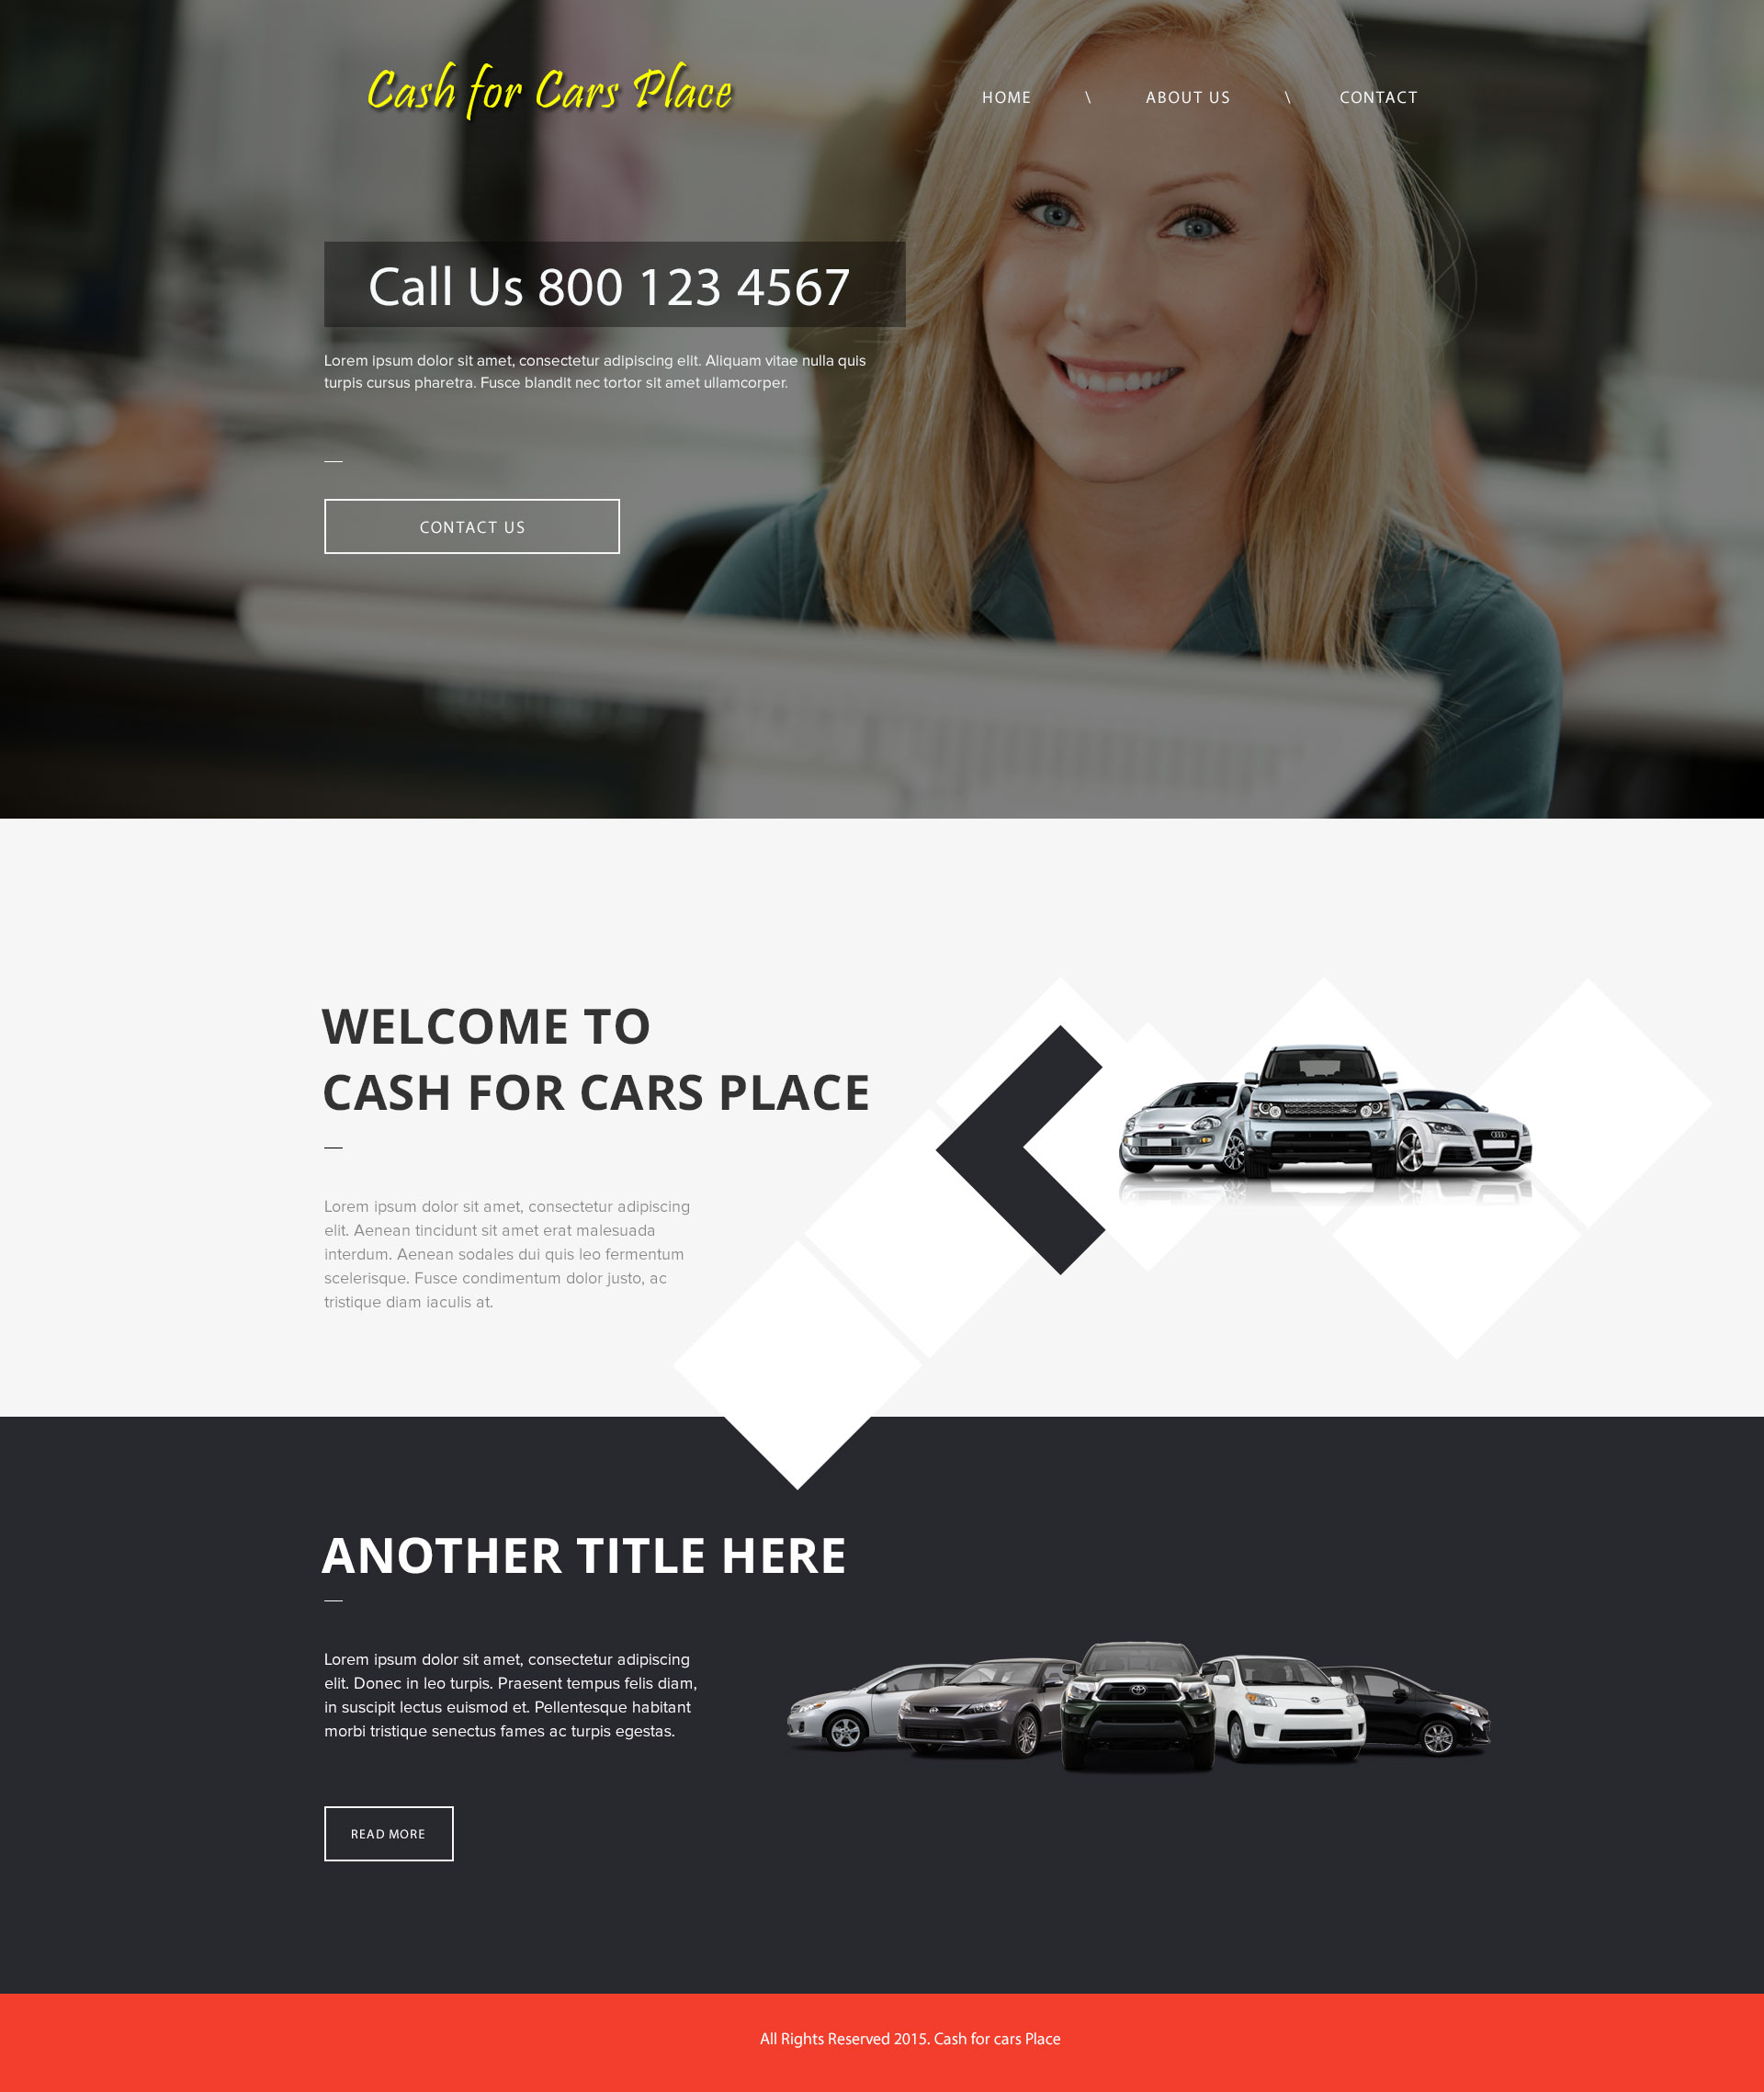 Cash for Cars Place
HOME \ ABOUT US \ CONTACT
Call Us 800 123 4567
Lorem ipsum dolor sit amet, consectetur adipiscing elit. Aliquam vitae nulla quis
turpis cursus pharetra. Fusce blandit nec tortor sit amet ullamcorper.
CONTACT US
WELCOME TO
CASH FOR CARS PLACE
Lorem ipsum dolor sit amet, consectetur adipiscing
elit. Aenean tincidunt sit amet erat malesuada
interdum. Aenean sodales dui quis leo fermentum
scelerisque. Fusce condimentum dolor justo, ac
tristique diam iaculis at.
ANOTHER TITLE HERE
Lorem ipsum dolor sit amet, consectetur adipiscing
elit. Donec in leo turpis. Praesent tempus felis diam,
in suscipit lectus euismod et. Pellentesque habitant
morbi tristique senectus fames ac turpis egestas.
READ MORE
All Rights Reserved 2015. Cash for cars Place